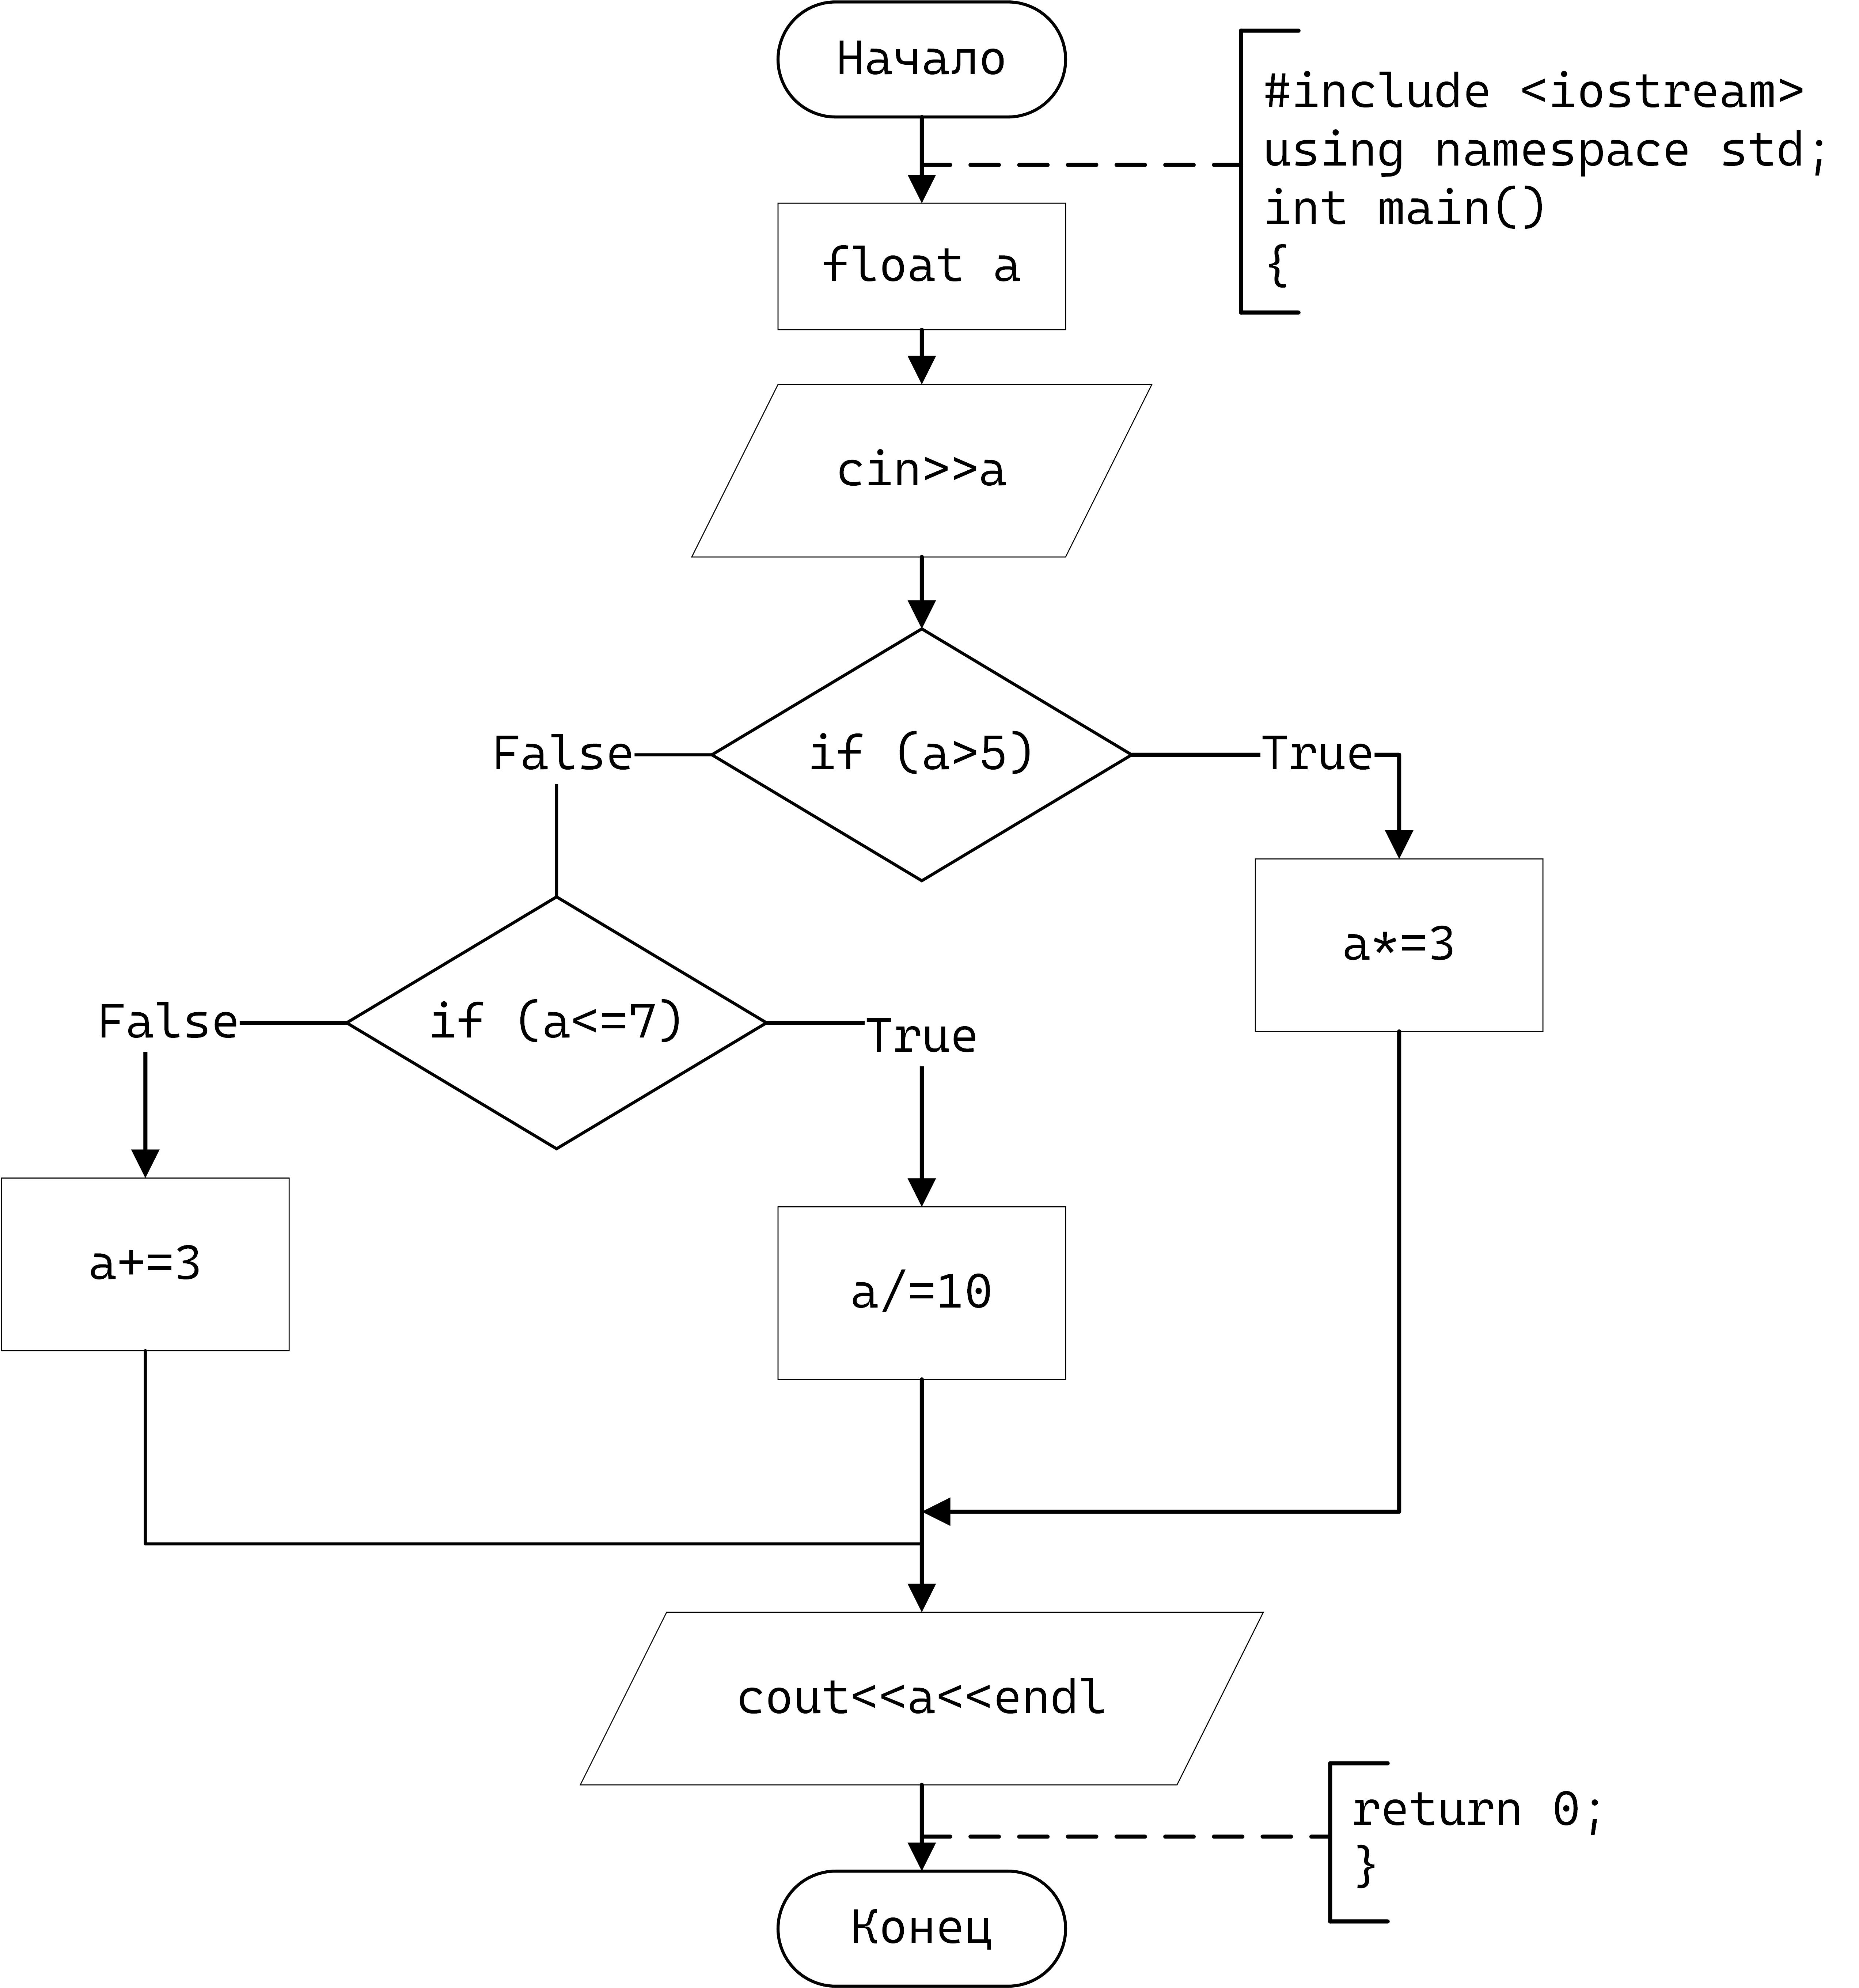 Начало
#include <iostream>
using namespace std;
int main()
{
float a
cin>>a
if (a>5)
False
True
a*=3
if (a<=7)
False
True
a+=3
a/=10
cout<<a<<endl
return 0;
}
Конец